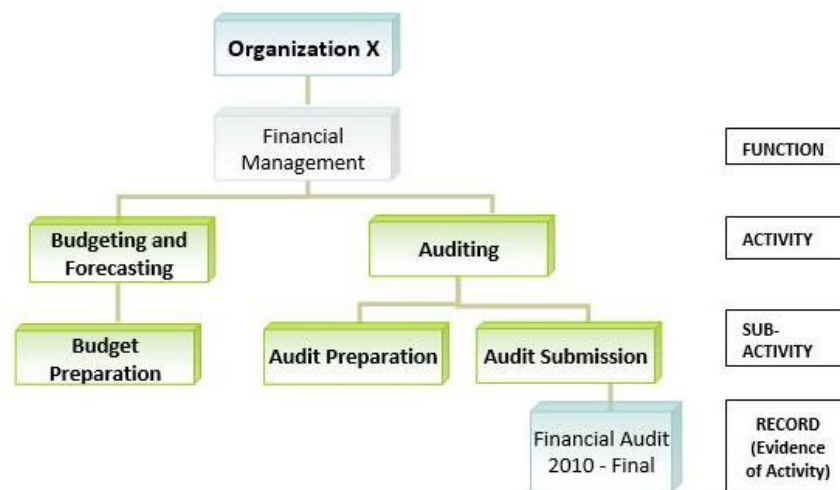 Organization X
Financial
Management
FUNCTION
Budgeting and
Forecasting
Auditing
ACTIVITY
Budget
Preparation
Audit Preparation
Audit Submission
SUB-
ACTIVITY
Financial Audit
2010 - Final
RECORD
(Evidence
of Activity)